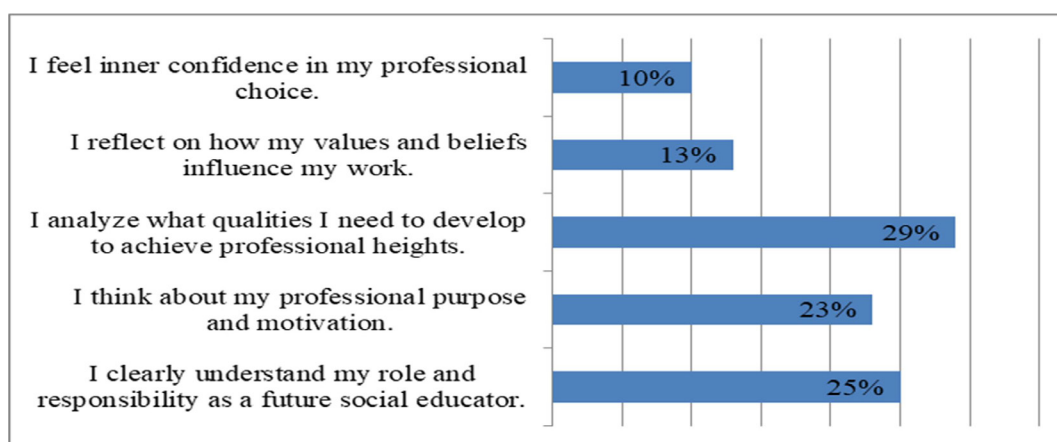 I feel inner confidence in my professional
choice.
10%
I reflect on how my values and beliefs
influence my work.
13%
I analyze what qualities I need to develop
to achieve professional heights.
29%
I think about my professional purpose
and motivation.
23%
I clearly understand my role and
responsibility as a future social educator.
25%